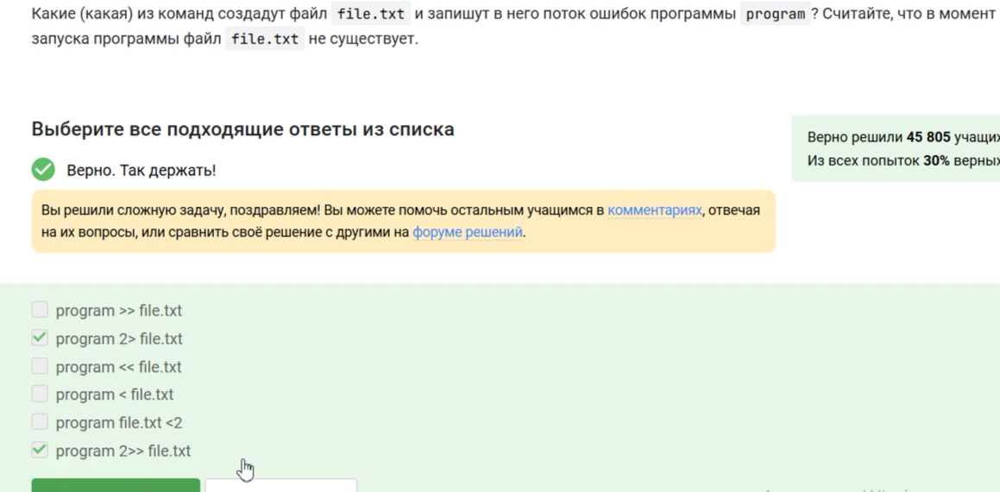 Какие (какая) из команд создадут файл file.txt и запишут в него поток ошибок программы program? Считайте, что в момент
запуска программы файл file.txt не существует.
Выберите все подходящие ответы из списка
Верно решили 45 805 учащих
Верно. Так держать!
Из всех попыток 30% верных
Вы решили сложную задачу, поздравляем! Вы можете помочь остальным учащимся в комментариях, отвечая
на их вопросы, или сравнить своё решение с другими на форуме решений.
program >> file.txt
program 2> file.txt
program << file.txt
program < file.txt
program file.txt <2
program 2>> file.txt